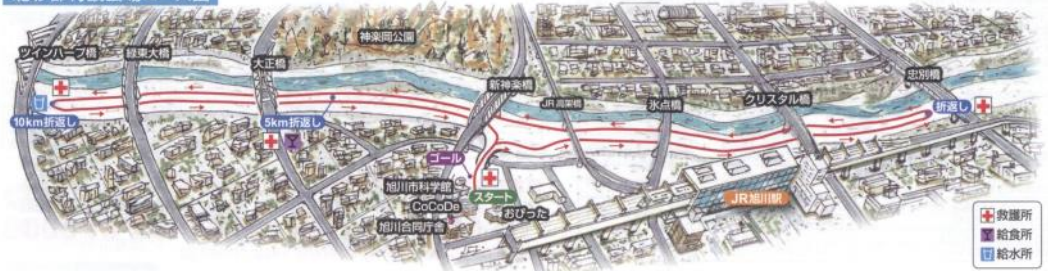 神楽岡公園
忠別橋
ツインハープ橋
緑東大橋
大正橋
新神楽橋
JR高架橋
氷点橋
クリスタル橋
折返し
10km折返し
5km折返し
ゴール
スタート
旭川市科学館
CoCoDe
旭川合同庁舎
おぴった
JR旭川駅
救護所
給食所
給水所